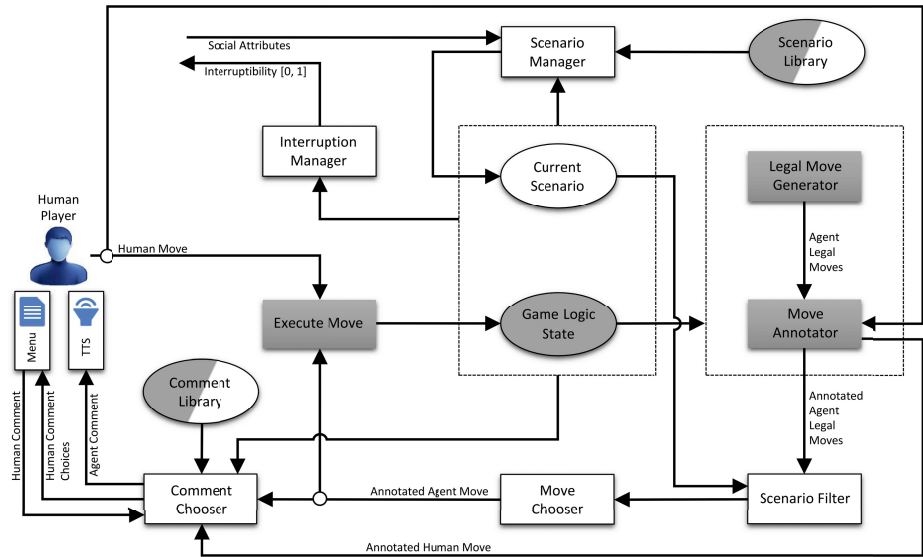 Social Attributes
Interruptibility [0, 1]
Scenario
Manager
Scenario
Library
Interruption
Manager
Current
Scenario
Legal Move
Generator
Human
Player
Human Move
Agent
Legal
Moves
Menu
TTS
Execute Move
Game Logic
State
Move
Annotator
Comment
Library
Human Comment
Human Comment
Choices
Agent Comment
Annotated
Agent
Legal
Moves
Comment
Chooser
Annotated Agent Move
Move
Chooser
Scenario Filter
Annotated Human Move